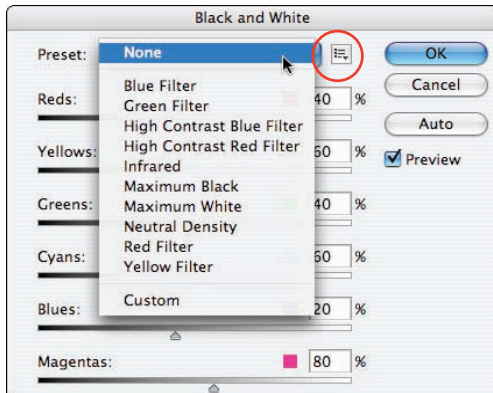 Black and White
Preset: None OK
Blue Filter Cancel
Reds: Green Filter 40 %
High Contrast Blue Filter Auto
High Contrast Red Filter
Yellows: Infrared 60 % Preview
Maximum Black
Greens: Maximum White 40 %
Neutral Density
Red Filter
Cyans: Yellow Filter 60 %
Custom
Blues: 20 %
Magentas: 80 %